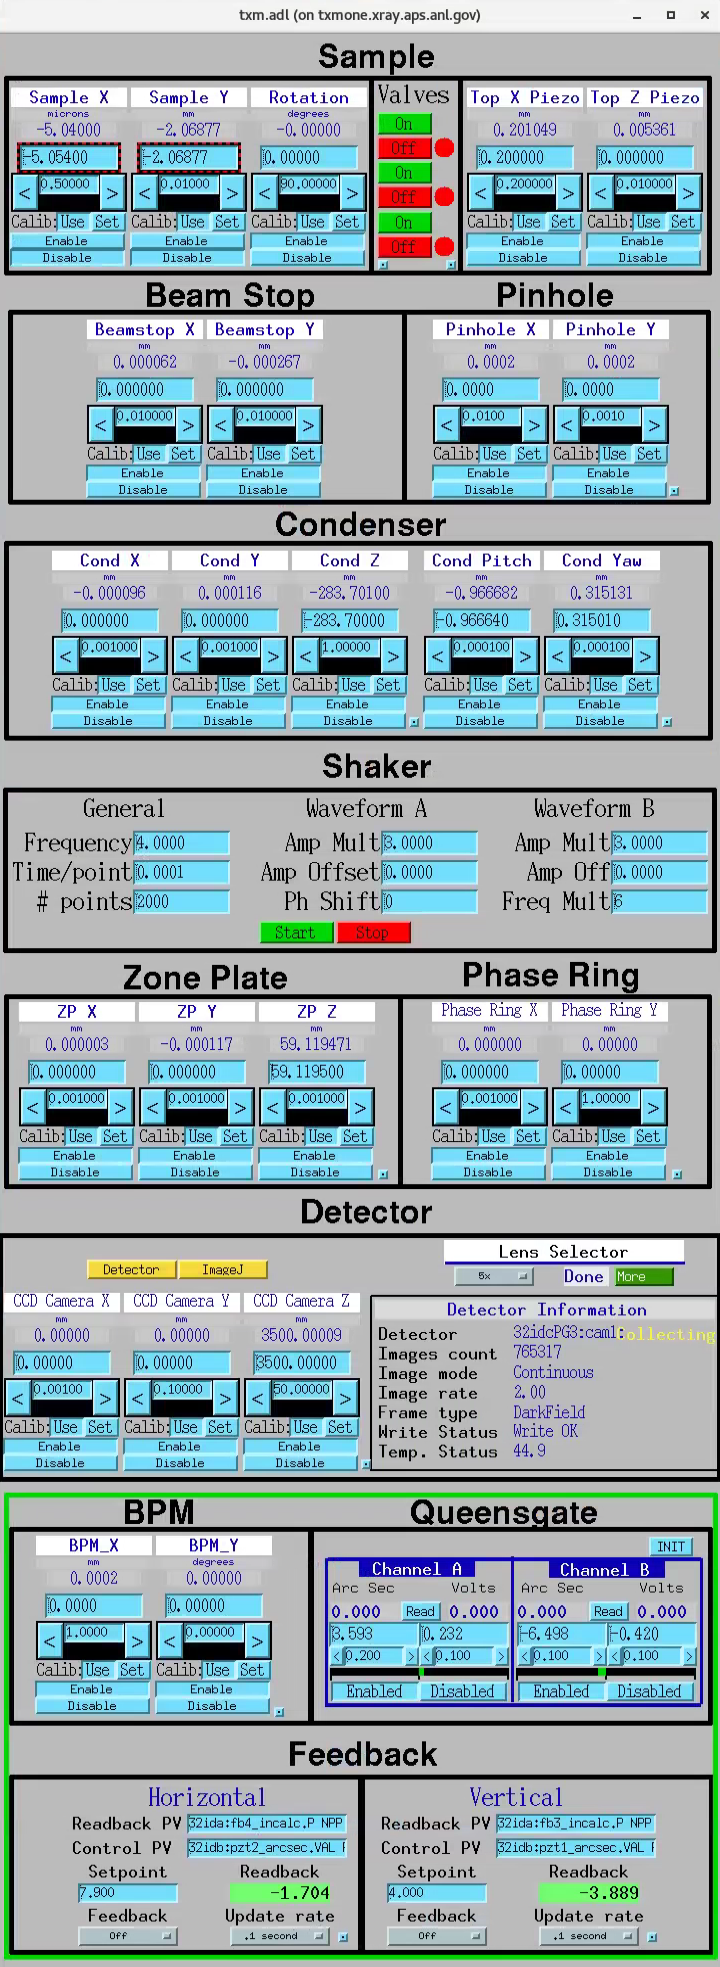 txm.adl (on txmone.xray.aps.anl.gov)
Sample
Sample X Sample Y Rotation Valves Top X Piezo Top Z Piezo
microns mm degrees mm mm
-5.04000 -2.06877 -0.00000 0.201049 0.005361
On
-5.05400 -2.06877 0.00000 Off 0.200000 0.000000
On
< 0.50000 > < 0.01000 > < 90.00000 > Off < 0.200000 > < 0.010000 >
Calib: Use Set Calib: Use Set Calib: Use Set On Calib: Use Set Calib: Use Set
Enable Enable Enable Off Enable Enable
Disable Disable Disable Disable Disable
Beam Stop Pinhole
Beamstop X Beamstop Y Pinhole X Pinhole Y
mm mm mm mm
0.000062 -0.000267 0.0002 0.0002
0.000000 0.000000 0.0000 0.0000
< 0.010000 > < 0.010000 > < 0.0100 > < 0.0010 >
Calib: Use Set Calib: Use Set Calib: Use Set Calib: Use Set
Enable Enable Enable Enable
Disable Disable Disable Disable
Condenser
Cond X Cond Y Cond Z Cond Pitch Cond Yaw
mm mm mm mm mm
-0.000096 0.000116 -283.70100 -0.966682 0.315131
0.000000 0.000000 -283.70000 -0.966640 0.315010
< 0.001000 > < 0.001000 > < 1.00000 > < 0.000100 > < 0.000100 >
Calib: Use Set Calib: Use Set Calib: Use Set Calib: Use Set Calib: Use Set
Enable Enable Enable Enable Enable
Disable Disable Disable Disable Disable
Shaker
General Waveform A Waveform B
Frequency 4.0000 Amp Mult 3.0000 Amp Mult 3.0000
Time/point 0.0001 Amp Offset 0.0000 Amp Off 0.0000
# points 2000 Ph Shift 0 Freq Mult 6
Start Stop
Zone Plate Phase Ring
ZP X ZP Y ZP Z Phase Ring X Phase Ring Y
mm mm mm mm mm
0.000003 -0.000117 59.119471 0.000000 0.00000
0.000000 0.000000 59.119500 0.000000 0.00000
< 0.001000 > < 0.001000 > < 0.001000 > < 0.001000 > < 1.00000 >
Calib: Use Set Calib: Use Set Calib: Use Set Calib: Use Set Calib: Use Set
Enable Enable Enable Enable Enable
Disable Disable Disable Disable Disable
Detector
Lens Selector
Detector ImageJ 5x Done More
CCD Camera X CCD Camera Y CCD Camera Z
mm mm mm
0.00000 0.00000 3500.00009
0.00000 0.00000 3500.00000
< 0.00100 > < 0.10000 > < 50.00000 >
Calib: Use Set Calib: Use Set Calib: Use Set
Enable Enable Enable
Disable Disable Disable
Detector Information
Detector 32idcPG3:cam1: Collecting
Images count 765317
Image mode Continuous
Image rate 2.00
Frame type DarkField
Write Status Write OK
Temp. Status 44.9
BPM Queensgate
BPM_X BPM_Y
mm degrees
0.0002 0.00000
0.0000 0.00000
< 1.0000 > < 0.00000 >
Calib: Use Set Calib: Use Set
Enable Enable
Disable Disable
INIT
Channel A Channel B
Arc Sec Volts Arc Sec Volts
0.000 Read 0.000 0.000 Read 0.000
3.593 0.232 -6.498 -0.420
< 0.200 > < 0.100 > < 0.100 > < 0.100 >
Enabled Disabled Enabled Disabled
Feedback
Horizontal Vertical
Readback PV 32ida:fb4_incalc.P NPP Readback PV 32ida:fb3_incalc.P NPP
Control PV 32idb:pzt2_arcsec.VAL Control PV 32idb:pzt1_arcsec.VAL
Setpoint Readback Setpoint Readback
7.900 -1.704 4.000 -3.889
Feedback Update rate Feedback Update rate
Off .1 second Off .1 second